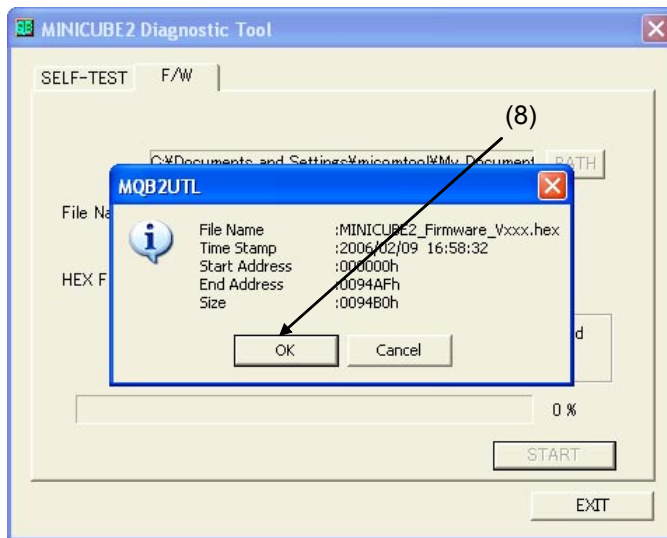 MINICUBE2 Diagnostic Tool
SELF-TEST F/W
(8)
C:¥Documents and Settings¥micomtool¥My Document PATH
MQB2UTL
File Na
File Name :MINICUBE2_Firmware_Vxxx.hex
Time Stamp :2006/02/09 16:58:32
Start Address :000000h
HEX F
End Address :0094AFh
Size :0094B0h
d
OK Cancel
0 %
START
EXIT